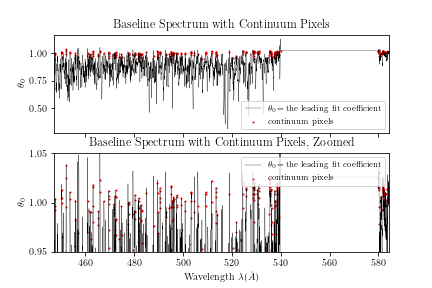 Baseline Spectrum with Continuum Pixels
1.00
0.75
0.50
θ₀
θ₀ = the leading fit coefficient
continuum pixels
Baseline Spectrum with Continuum Pixels, Zoomed
1.05
1.00
0.95
θ₀
θ₀ = the leading fit coefficient
continuum pixels
460 480 500 520 540 560 580
Wavelength λ(Å)